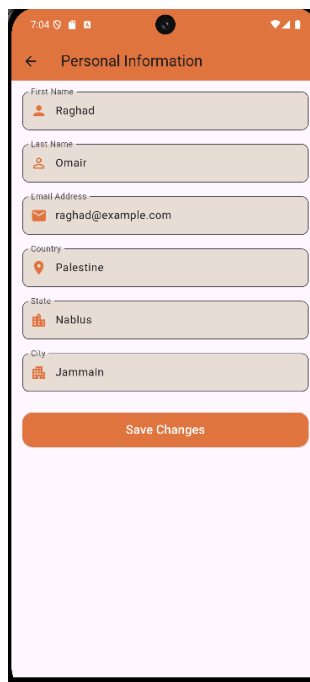 7:04
Personal Information
First Name
Raghad
Last Name
Omair
Email Address
raghad@example.com
Country
Palestine
State
Nablus
City
Jammain
Save Changes